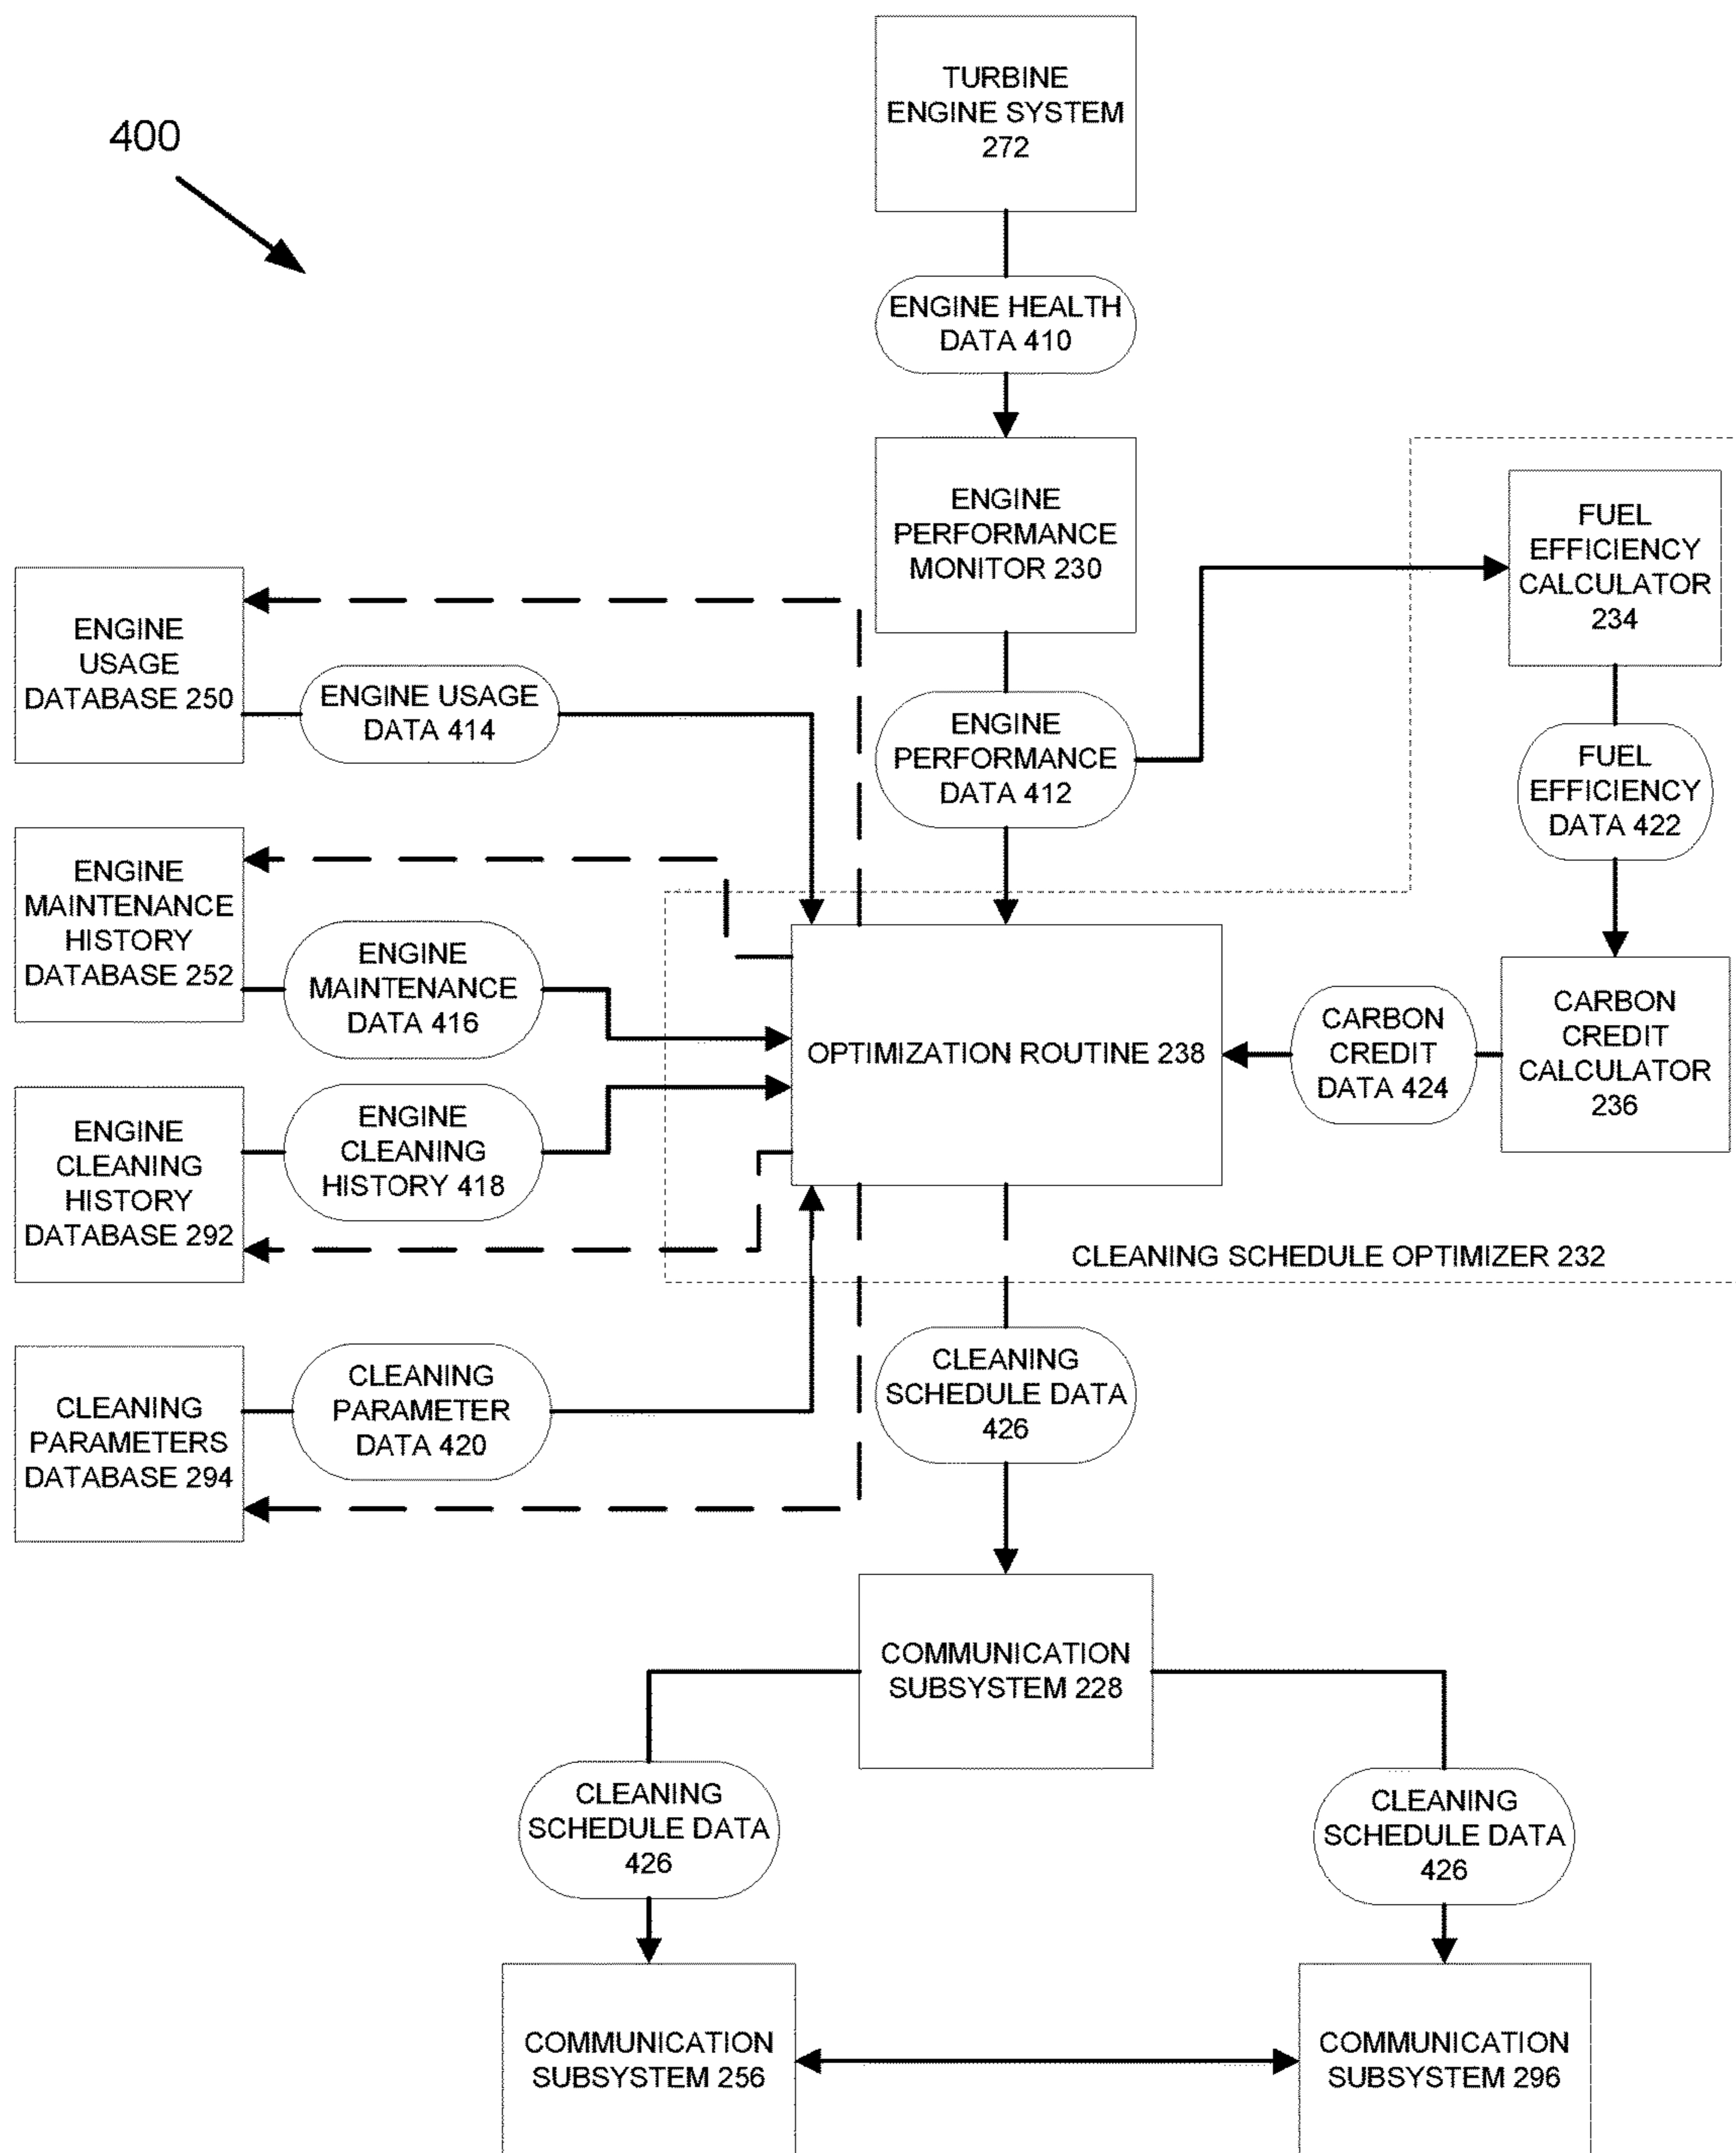 400
TURBINE
ENGINE SYSTEM
272
ENGINE HEALTH
DATA 410
ENGINE
PERFORMANCE
MONITOR 230
FUEL
EFFICIENCY
CALCULATOR
234
ENGINE
USAGE
DATABASE 250
ENGINE USAGE
DATA 414
ENGINE
PERFORMANCE
DATA 412
FUEL
EFFICIENCY
DATA 422
ENGINE
MAINTENANCE
HISTORY
DATABASE 252
ENGINE
MAINTENANCE
DATA 416
OPTIMIZATION ROUTINE 238
CARBON
CREDIT
DATA 424
CARBON
CREDIT
CALCULATOR
236
ENGINE
CLEANING
HISTORY
DATABASE 292
ENGINE
CLEANING
HISTORY 418
CLEANING SCHEDULE OPTIMIZER 232
CLEANING
PARAMETERS
DATABASE 294
CLEANING
PARAMETER
DATA 420
CLEANING
SCHEDULE DATA
426
COMMUNICATION
SUBSYSTEM 228
CLEANING
SCHEDULE DATA
426
CLEANING
SCHEDULE DATA
426
COMMUNICATION
SUBSYSTEM 256
COMMUNICATION
SUBSYSTEM 296